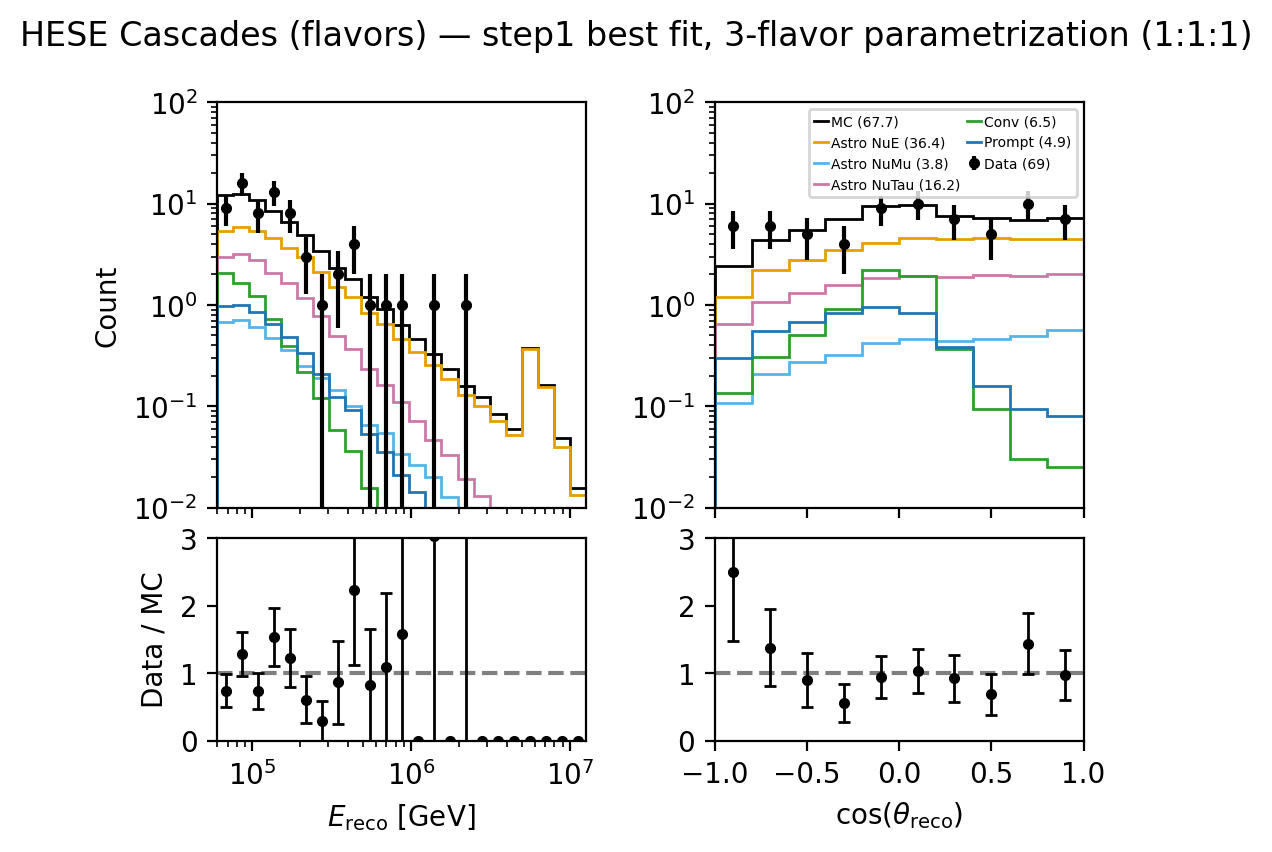 HESE Cascades (flavors) — step1 best fit, 3-flavor parametrization (1:1:1)
10²
10¹
10⁰
10⁻¹
10⁻²
Count
10²
10¹
10⁰
10⁻¹
10⁻²
MC (67.7)
Astro NuE (36.4)
Astro NuMu (3.8)
Astro NuTau (16.2)
Conv (6.5)
Prompt (4.9)
Data (69)
3
2
1
0
Data / MC
10⁵ 10⁶ 10⁷
E_reco [GeV]
3
2
1
0
−1.0 −0.5 0.0 0.5 1.0
cos(θ_reco)